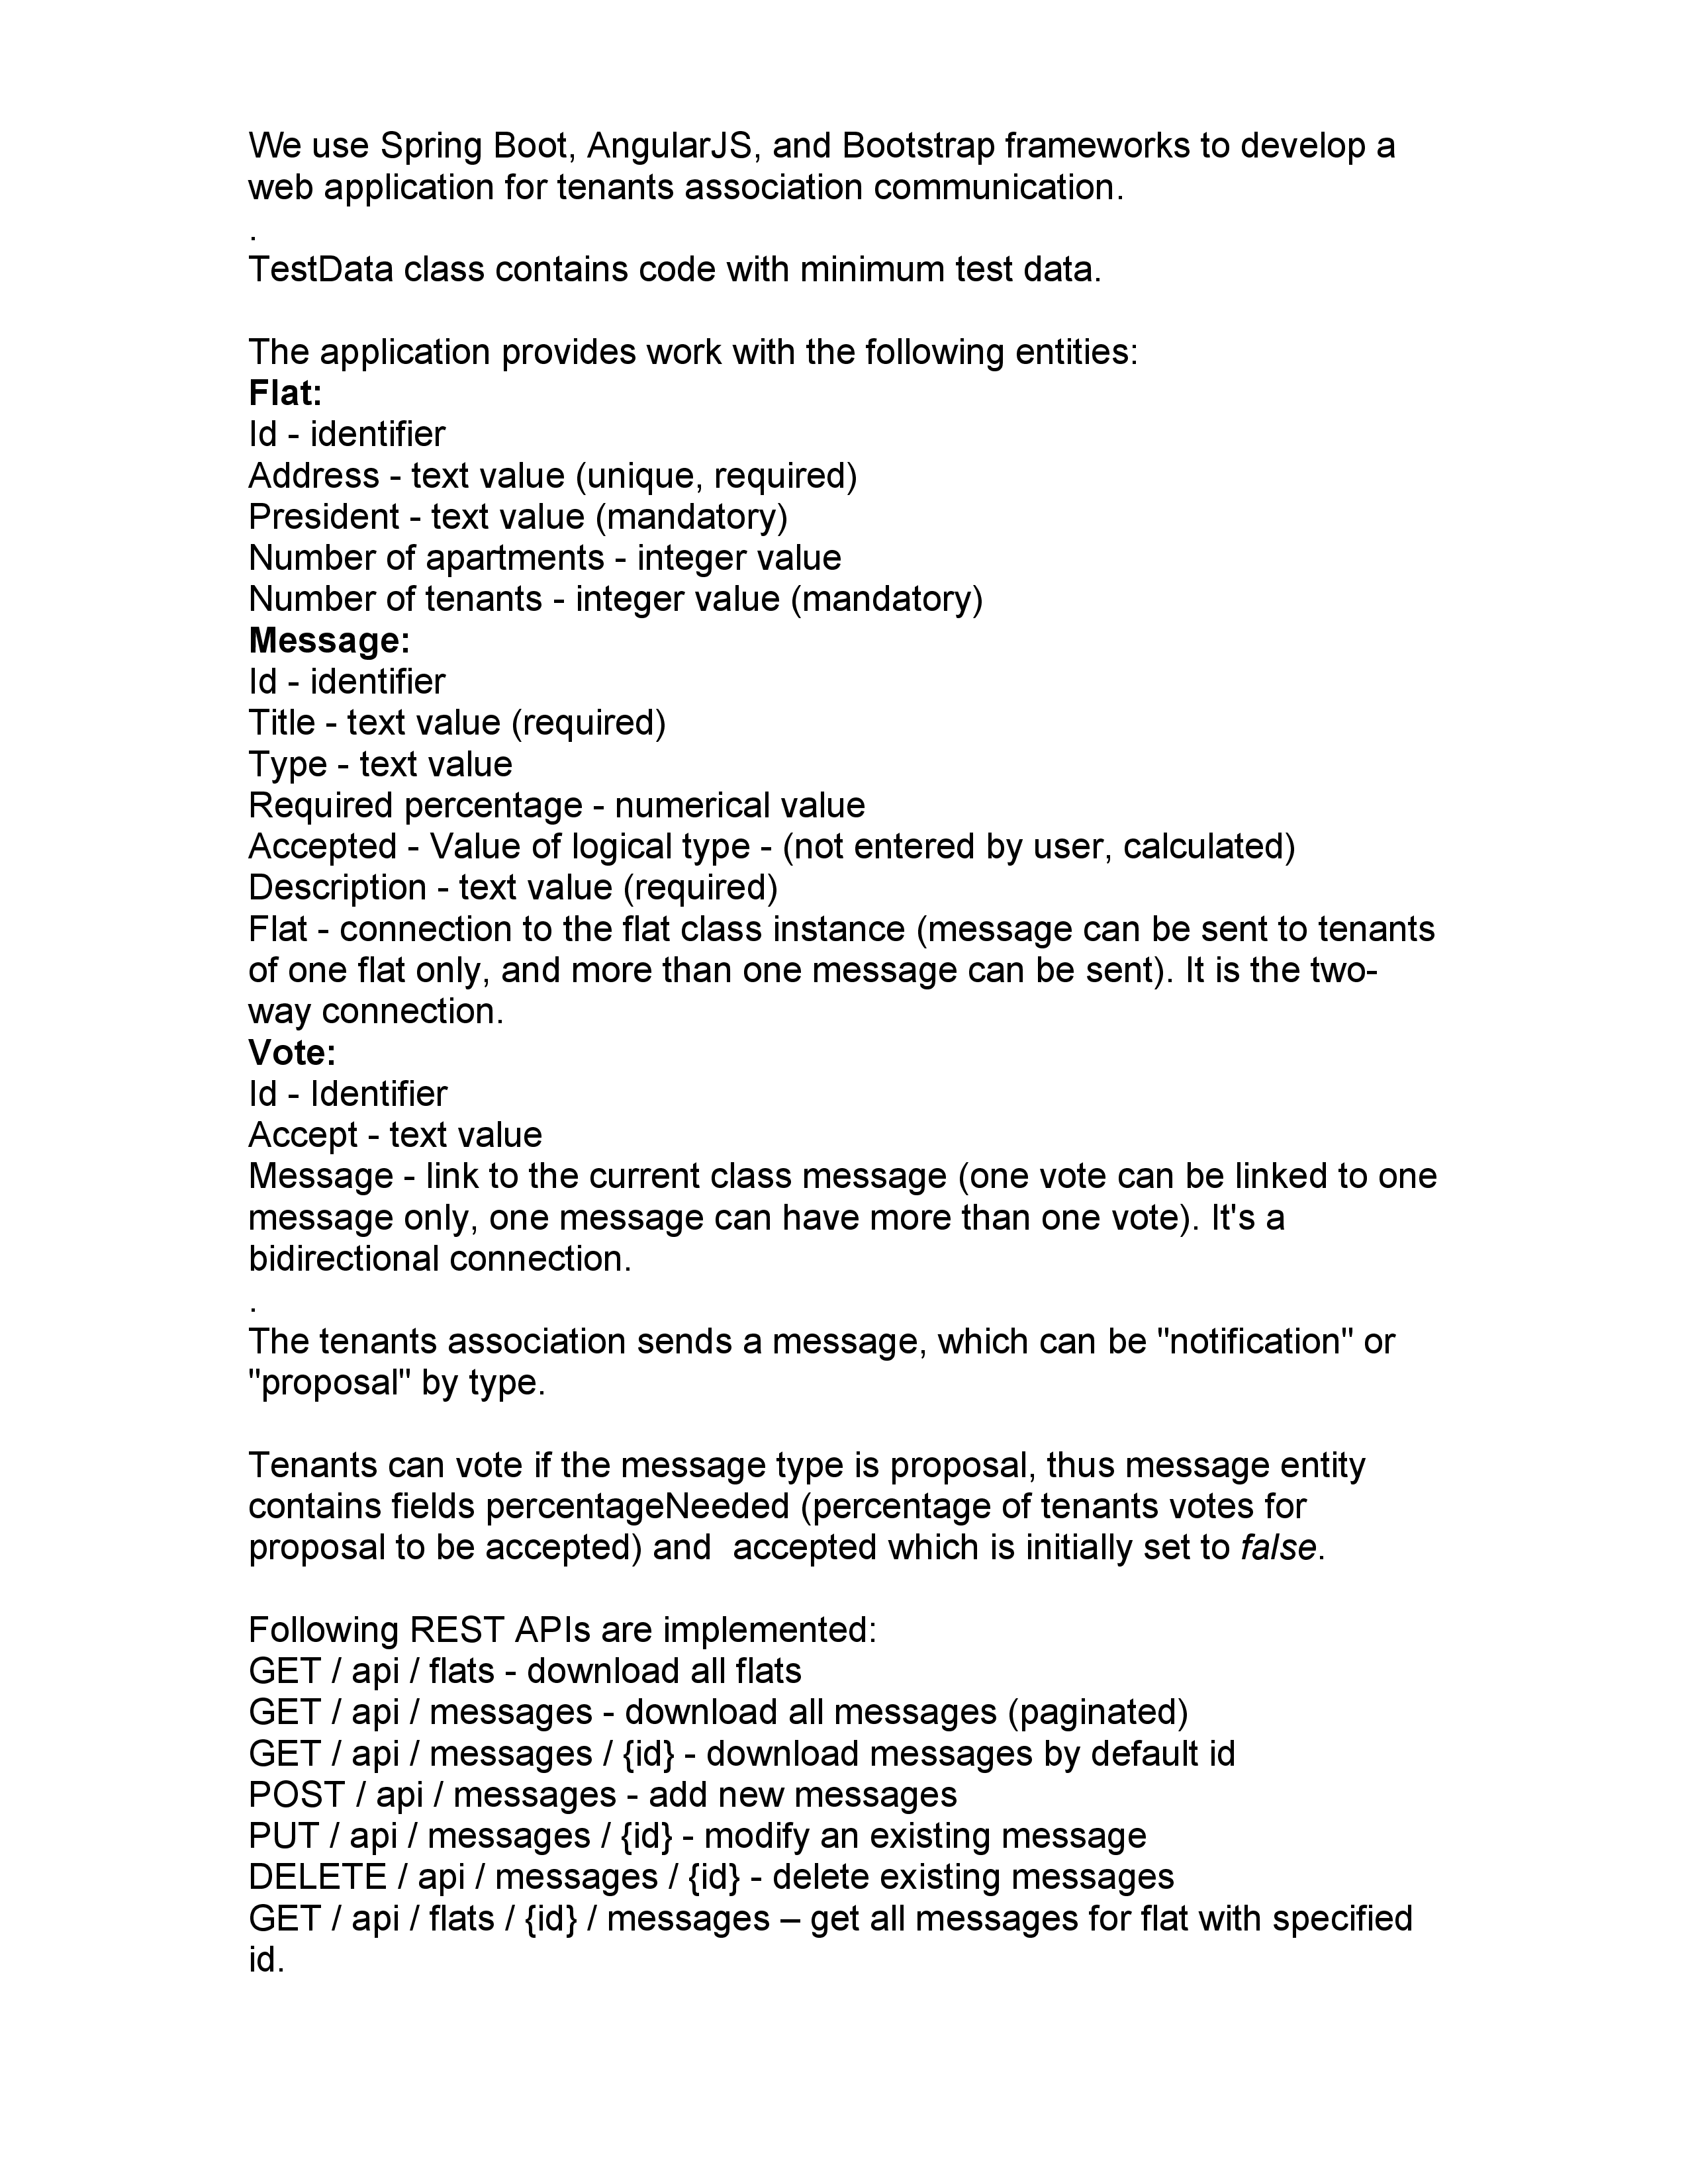 We use Spring Boot, AngularJS, and Bootstrap frameworks to develop a
web application for tenants association communication.
.
TestData class contains code with minimum test data.
The application provides work with the following entities:
Flat:
Id - identifier
Address - text value (unique, required)
President - text value (mandatory)
Number of apartments - integer value
Number of tenants - integer value (mandatory)
Message:
Id - identifier
Title - text value (required)
Type - text value
Required percentage - numerical value
Accepted - Value of logical type - (not entered by user, calculated)
Description - text value (required)
Flat - connection to the flat class instance (message can be sent to tenants
of one flat only, and more than one message can be sent). It is the two-
way connection.
Vote:
Id - Identifier
Accept - text value
Message - link to the current class message (one vote can be linked to one
message only, one message can have more than one vote). It's a
bidirectional connection.
.
The tenants association sends a message, which can be "notification" or
"proposal" by type.
Tenants can vote if the message type is proposal, thus message entity
contains fields percentageNeeded (percentage of tenants votes for
proposal to be accepted) and  accepted which is initially set to false.
Following REST APIs are implemented:
GET / api / flats - download all flats
GET / api / messages - download all messages (paginated)
GET / api / messages / {id} - download messages by default id
POST / api / messages - add new messages
PUT / api / messages / {id} - modify an existing message
DELETE / api / messages / {id} - delete existing messages
GET / api / flats / {id} / messages – get all messages for flat with specified
id.